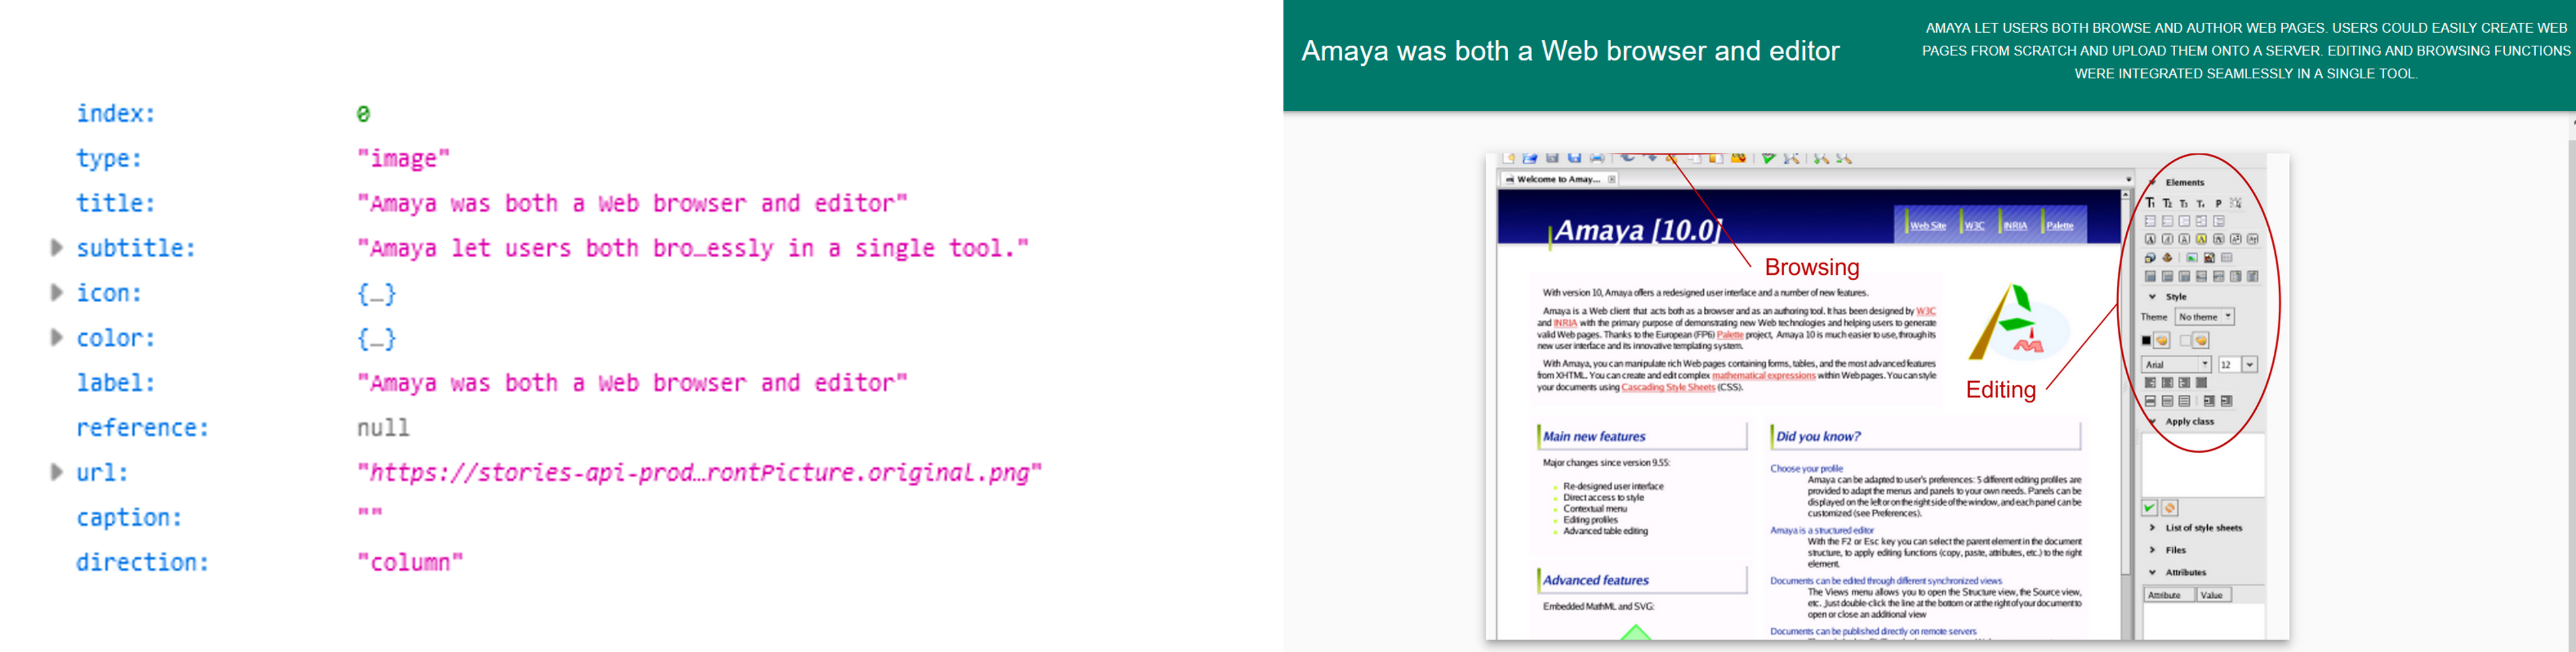 index: 0
type: "image"
title: "Amaya was both a Web browser and editor"
subtitle: "Amaya let users both bro…essly in a single tool."
icon: {…}
color: {…}
label: "Amaya was both a Web browser and editor"
reference: null
url: "https://stories-api-prod…rontPicture.original.png"
caption: ""
direction: "column"
Amaya was both a Web browser and editor
AMAYA LET USERS BOTH BROWSE AND AUTHOR WEB PAGES. USERS COULD EASILY CREATE WEB
PAGES FROM SCRATCH AND UPLOAD THEM ONTO A SERVER. EDITING AND BROWSING FUNCTIONS
WERE INTEGRATED SEAMLESSLY IN A SINGLE TOOL.
Welcome to Amay...
Amaya [10.0]
Web Site W3C INRIA Palette
Browsing
With version 10, Amaya offers a redesigned user interface and a number of new features.
Amaya is a Web client that acts both as a browser and as an authoring tool. It has been designed by W3C
and INRIA with the primary purpose of demonstrating new Web technologies and helping users to generate
valid Web pages. Thanks to the European (FP6) Palette project, Amaya 10 is much easier to use, through its
new user interface and its innovative templating system.
With Amaya, you can manipulate rich Web pages containing forms, tables, and the most advanced features
from XHTML. You can create and edit complex mathematical expressions within Web pages. You can style
your documents using Cascading Style Sheets (CSS).
Editing
Main new features
Major changes since version 9.55:
Re-designed user interface
Direct access to style
Contextual menu
Editing profiles
Advanced table editing
Advanced features
Embedded MathML and SVG:
Did you know?
Choose your profile
Amaya can be adapted to user's preferences: 5 different editing profiles are
provided to adapt the menus and panels to your own needs. Panels can be
displayed on the left or on the right side of the window, and each panel can be
customized (see Preferences).
Amaya is a structured editor
With the F2 or Esc key you can select the parent element in the document
structure, to apply editing functions (copy, paste, attributes, etc.) to the right
element.
Documents can be edited through different synchronized views
The Views menu allows you to open the Structure view, the Source view,
etc. Just double-click the line at the bottom or at the right of your document to
open or close an additional view
Documents can be published directly on remote servers
Elements
T1 T2 T3 T4 P
Style
Theme No theme
Arial 12
Apply class
List of style sheets
Files
Attributes
Attribute Value